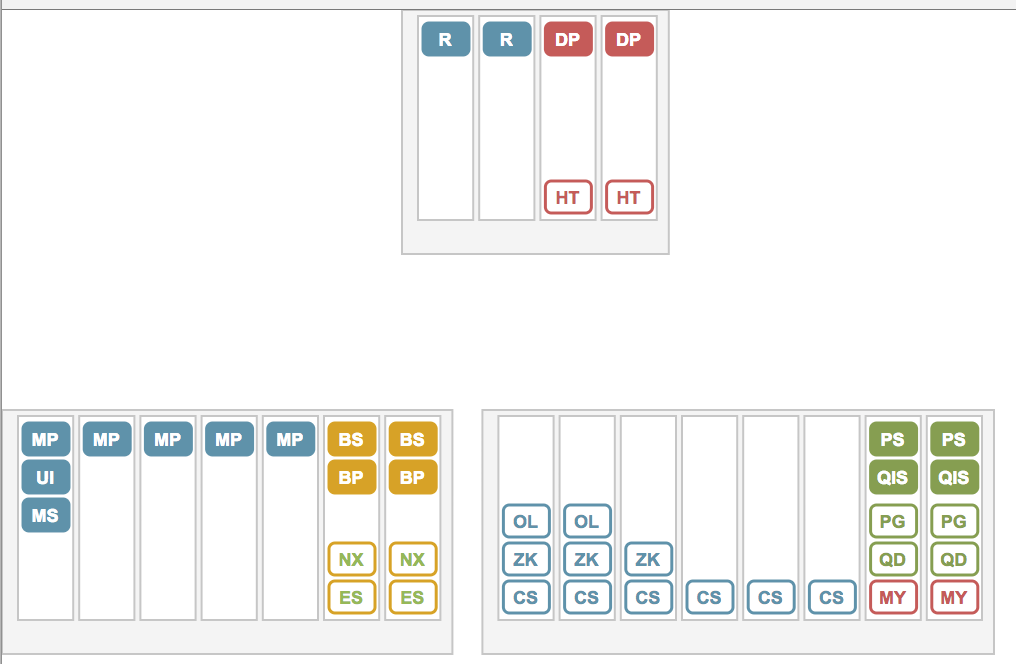 R R DP DP
HT HT
MP MP MP MP MP BS BS
UI BP BP
MS
NX NX
ES ES
PS PS
QIS QIS
OL OL PG PG
ZK ZK ZK QD QD
CS CS CS CS CS CS MY MY